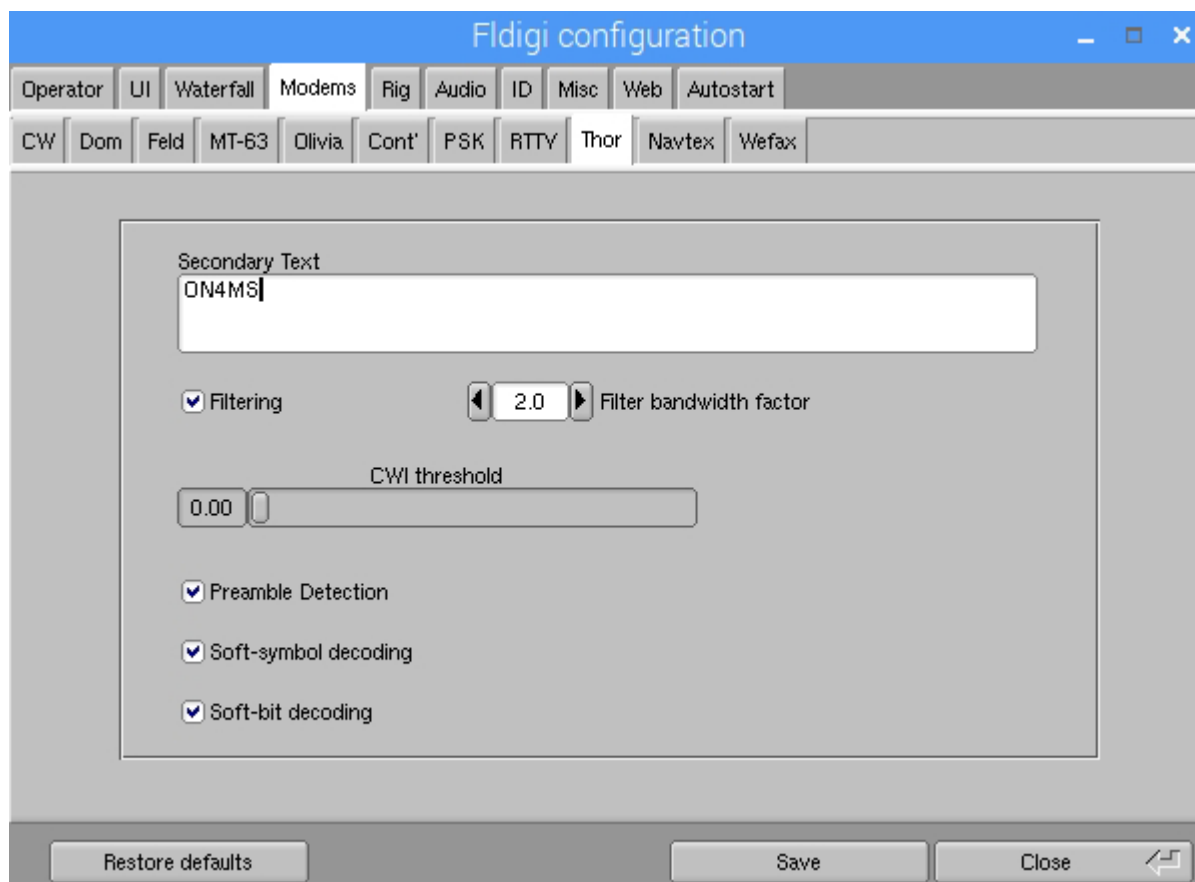 Fldigi configuration
Operator UI Waterfall Modems Rig Audio ID Misc Web Autostart
CW Dom Feld MT-63 Olivia Cont' PSK RTTY Thor Navtex Wefax
Secondary Text
ON4MS
Filtering 2.0 Filter bandwidth factor
CWI threshold
0.00
Preamble Detection
Soft-symbol decoding
Soft-bit decoding
Restore defaults Save Close